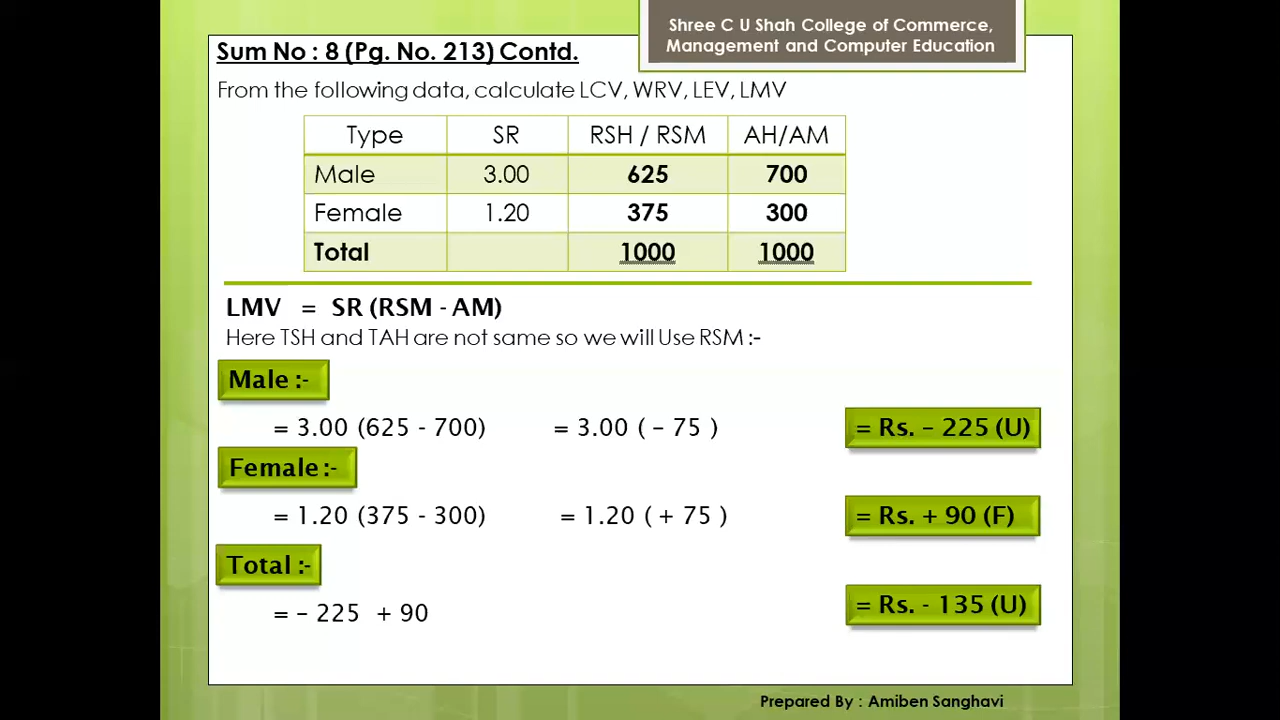 Shree C U Shah College of Commerce,
Management and Computer Education
Sum No : 8 (Pg. No. 213) Contd.
From the following data, calculate LCV, WRV, LEV, LMV
Type SR RSH / RSM AH/AM
Male 3.00 625 700
Female 1.20 375 300
Total 1000 1000
LMV = SR (RSM - AM)
Here TSH and TAH are not same so we will Use RSM :-
Male :-
= 3.00 (625 - 700) = 3.00 ( – 75 ) = Rs. – 225 (U)
Female :-
= 1.20 (375 - 300) = 1.20 ( + 75 ) = Rs. + 90 (F)
Total :-
= – 225 + 90 = Rs. - 135 (U)
Prepared By : Amiben Sanghavi